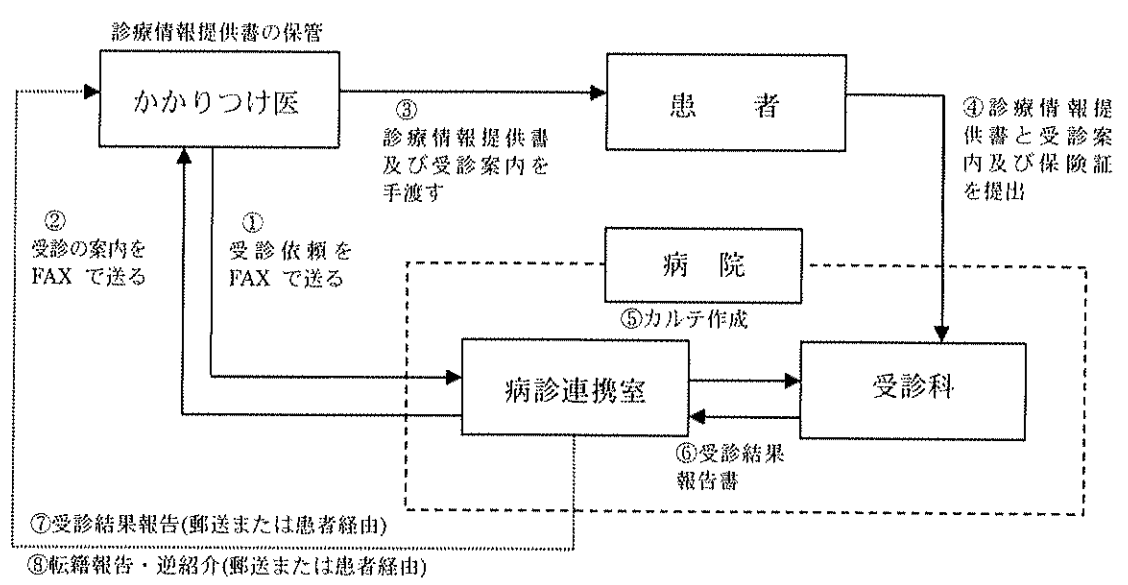 診療情報提供書の保管
かかりつけ医
患 者
③
診療情報提供書
及び受診案内を
手渡す
④診療情報提
供書と受診案
内及び保険証
を提出
②
受診の案内を
FAX で送る
①
受診依頼を
FAX で送る
病 院
⑤カルテ作成
病診連携室
受診科
⑥受診結果
報告書
⑦受診結果報告(郵送または患者経由)
⑧転籍報告・逆紹介(郵送または患者経由)